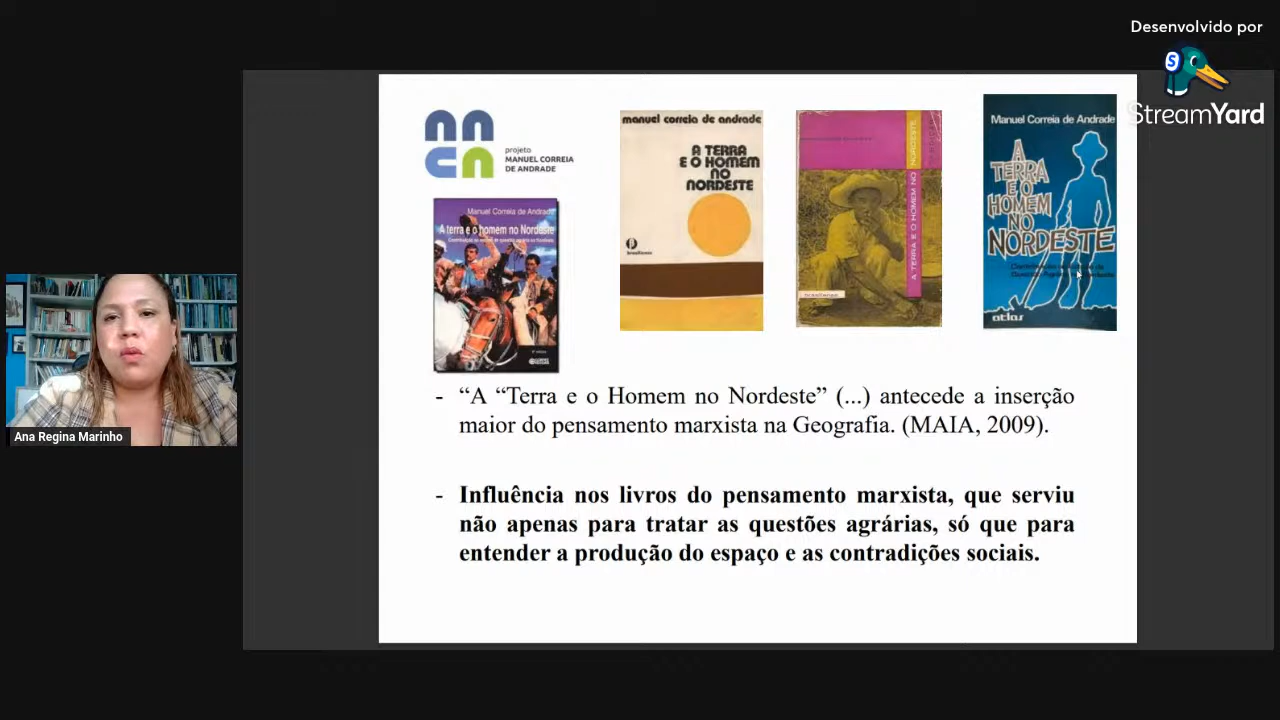 Desenvolvido por
StreamYard
projeto
MANUEL CORREIA
DE ANDRADE
Manuel Correia de Andrade
A terra e o homem no Nordeste
manuel correia de andrade
A TERRA
E O HOMEM
NO
NORDESTE
brasiliense
A TERRA E O HOMEM NO NORDESTE
Manuel Correia de Andrade
A
TERRA
E O
HOMEM
NO
NORDESTE
atlas
Ana Regina Marinho
- “A “Terra e o Homem no Nordeste” (...) antecede a inserção
maior do pensamento marxista na Geografia. (MAIA, 2009).
- Influência nos livros do pensamento marxista, que serviu
não apenas para tratar as questões agrárias, só que para
entender a produção do espaço e as contradições sociais.